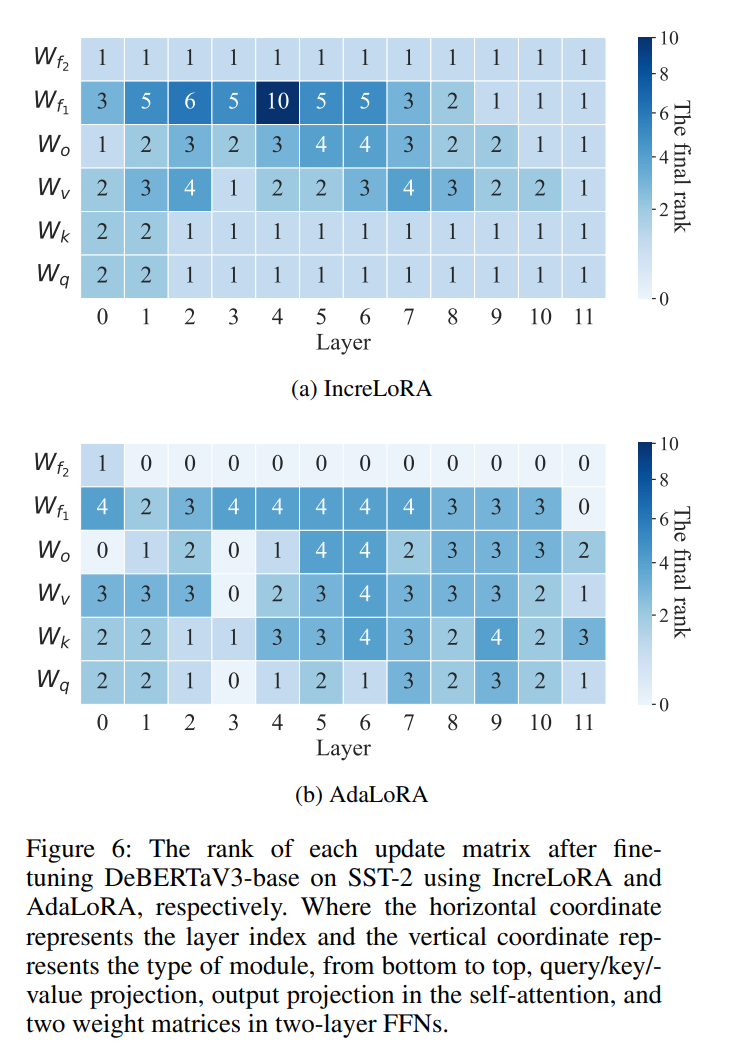 W_{f_2} 1 1 1 1 1 1 1 1 1 1 1 1
W_{f_1} 3 5 6 5 10 5 5 3 2 1 1 1
W_o 1 2 3 2 3 4 4 3 2 2 1 1
W_v 2 3 4 1 2 2 3 4 3 2 2 1
W_k 2 2 1 1 1 1 1 1 1 1 1 1
W_q 2 2 1 1 1 1 1 1 1 1 1 1
0 1 2 3 4 5 6 7 8 9 10 11
Layer
10
8
6
4
2
0
The final rank
(a) IncreLoRA
W_{f_2} 1 0 0 0 0 0 0 0 0 0 0 0
W_{f_1} 4 2 3 4 4 4 4 4 3 3 3 0
W_o 0 1 2 0 1 4 4 2 3 3 3 2
W_v 3 3 3 0 2 3 4 3 3 3 2 1
W_k 2 2 1 1 3 3 4 3 2 4 2 3
W_q 2 2 1 0 1 2 1 3 2 3 2 1
0 1 2 3 4 5 6 7 8 9 10 11
Layer
10
8
6
4
2
0
The final rank
(b) AdaLoRA
Figure 6: The rank of each update matrix after fine-
tuning DeBERTaV3-base on SST-2 using IncreLoRA and
AdaLoRA, respectively. Where the horizontal coordinate
represents the layer index and the vertical coordinate rep-
resents the type of module, from bottom to top, query/key/-
value projection, output projection in the self-attention, and
two weight matrices in two-layer FFNs.